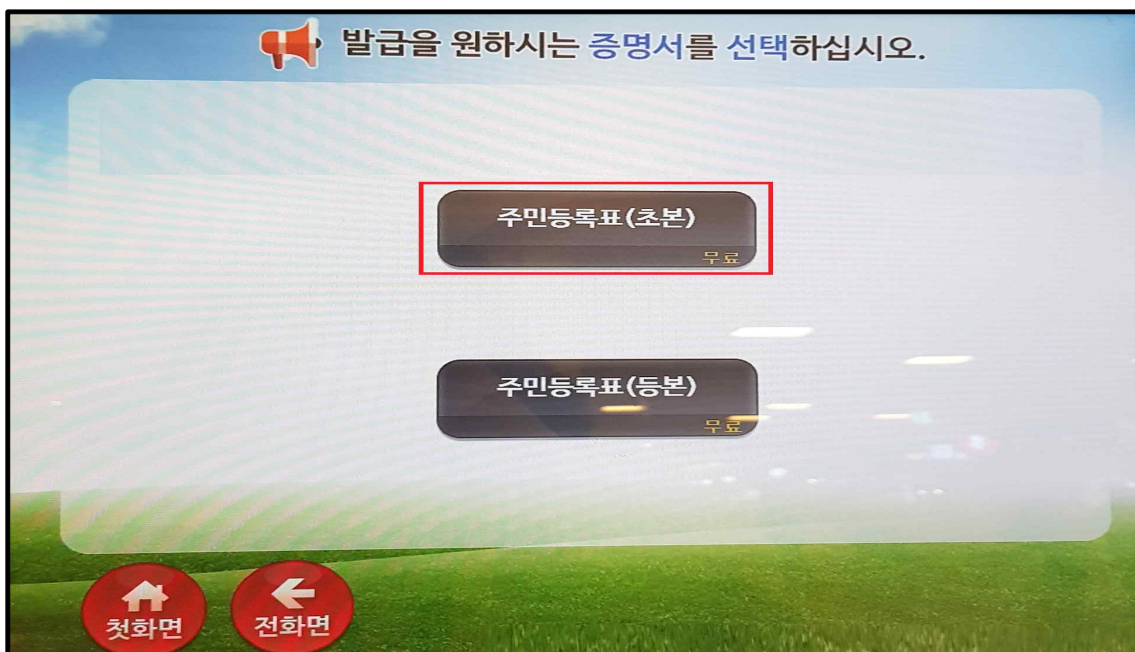 발급을 원하시는 증명서를 선택하십시오.
주민등록표(초본)
무료
주민등록표(등본)
무료
첫화면
전화면